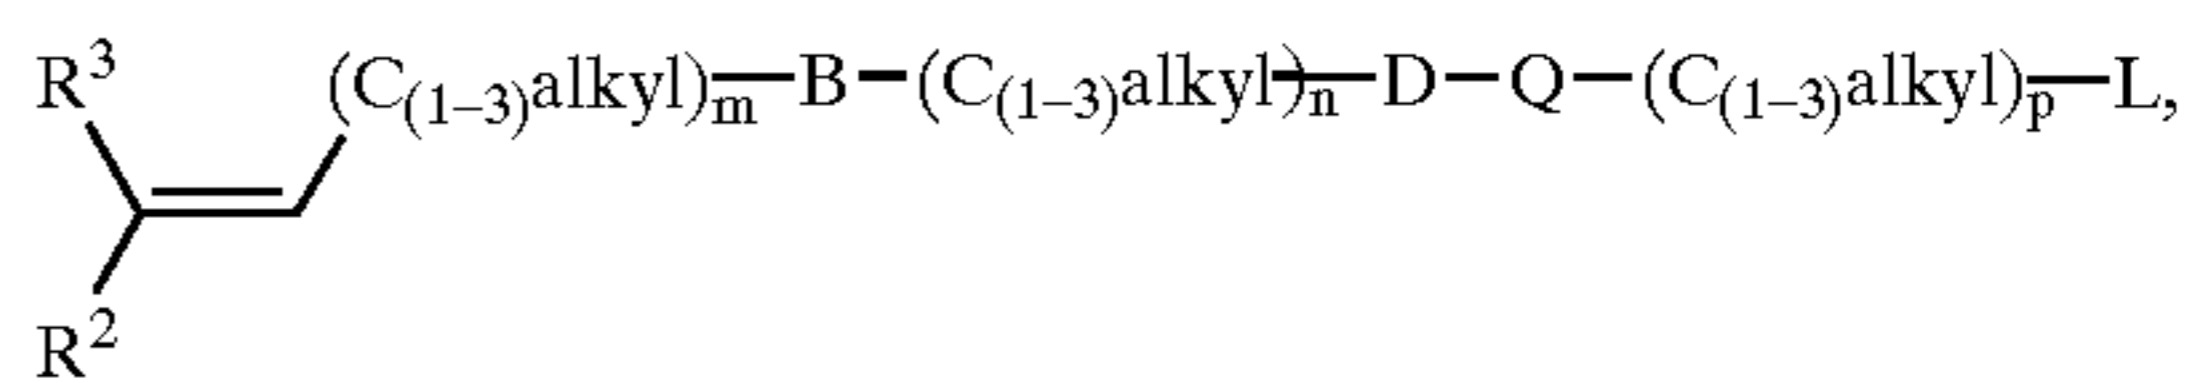 R³ (C₍₁₋₃₎alkyl)ₘ—B—(C₍₁₋₃₎alkyl)ₙ—D—Q—(C₍₁₋₃₎alkyl)ₚ—L,
R²